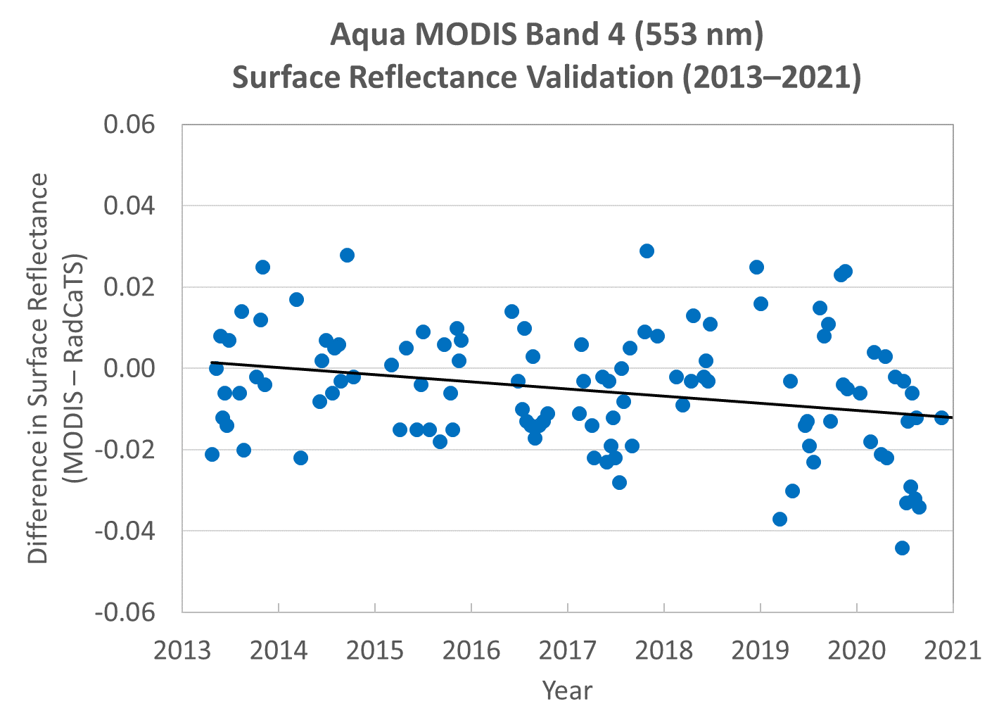 Aqua MODIS Band 4 (553 nm)
Surface Reflectance Validation (2013–2021)
Difference in Surface Reflectance
(MODIS – RadCaTS)
0.06
0.04
0.02
0.00
-0.02
-0.04
-0.06
2013 2014 2015 2016 2017 2018 2019 2020 2021
Year